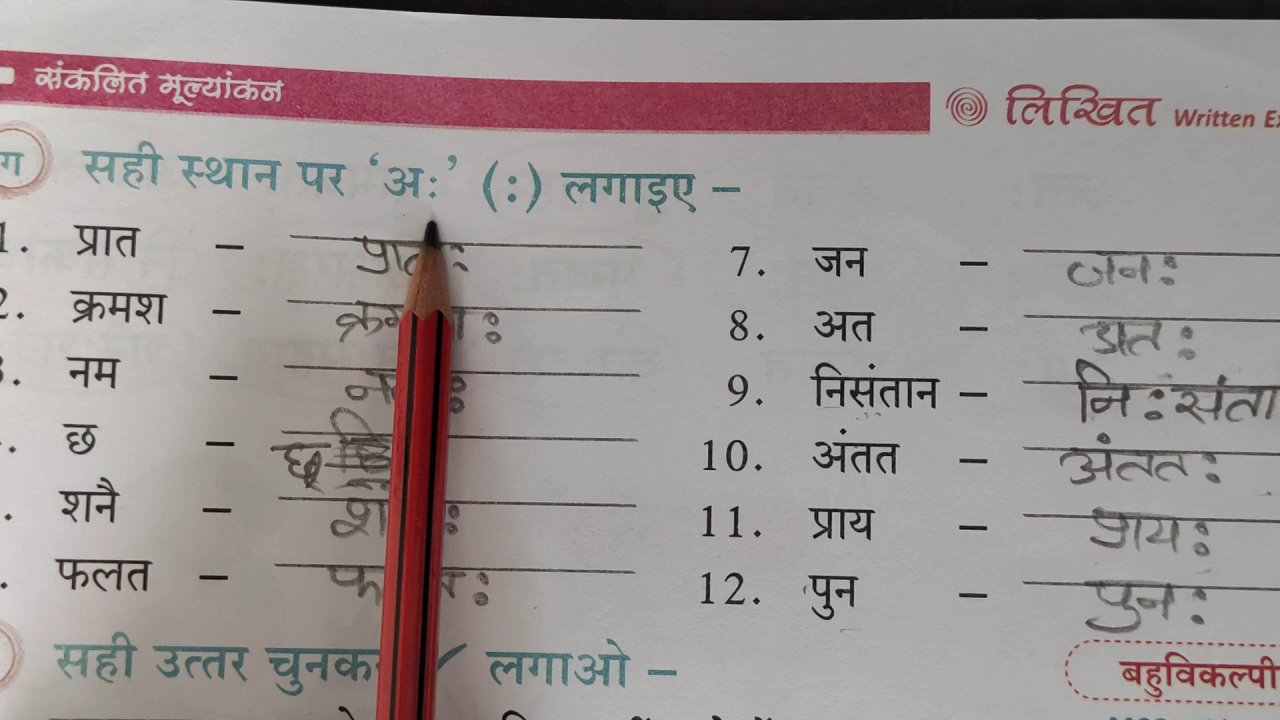 संकलित मूल्यांकन
लिखित Written
ग सही स्थान पर ‘अः’ (ः) लगाइए –
1. प्रात – प्रातः
2. क्रमश –
3. नम –
. छ –
. शनै –
. फलत –
7. जन – जनः
8. अत – अतः
9. निसंतान – निःसंता
10. अंतत – अंततः
11. प्राय – प्रायः
12. पुन – पुनः
सही उत्तर ✓ लगाओ –
बहुविकल्पी